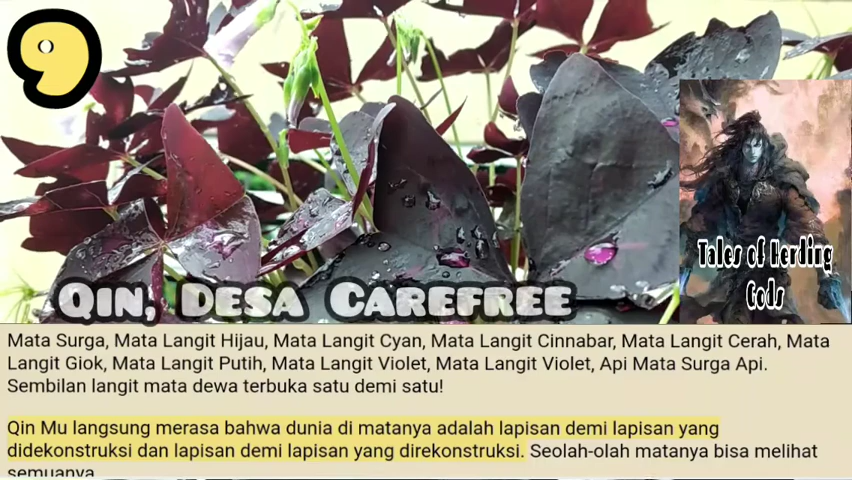 9
Tales of Herding
Gods
QIN, DESA CAREFREE
Mata Surga, Mata Langit Hijau, Mata Langit Cyan, Mata Langit Cinnabar, Mata Langit Cerah, Mata
Langit Giok, Mata Langit Putih, Mata Langit Violet, Mata Langit Violet, Api Mata Surga Api.
Sembilan langit mata dewa terbuka satu demi satu!
Qin Mu langsung merasa bahwa dunia di matanya adalah lapisan demi lapisan yang
didekonstruksi dan lapisan demi lapisan yang direkonstruksi. Seolah-olah matanya bisa melihat
semuanya